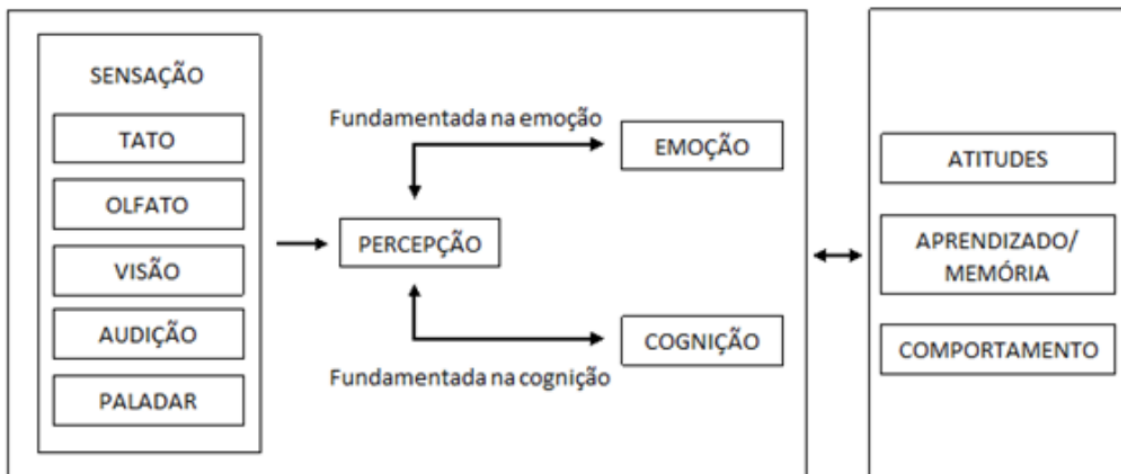 SENSAÇÃO
TATO
OLFATO
VISÃO
AUDIÇÃO
PALADAR
Fundamentada na emoção
EMOÇÃO
PERCEPÇÃO
COGNIÇÃO
Fundamentada na cognição
ATITUDES
APRENDIZADO/
MEMÓRIA
COMPORTAMENTO